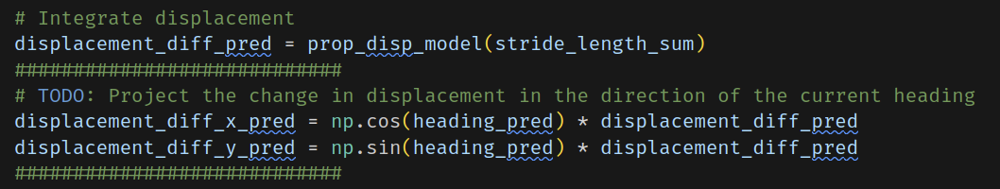 # Integrate displacement
displacement_diff_pred = prop_disp_model(stride_length_sum)
############################
# TODO: Project the change in displacement in the direction of the current heading
displacement_diff_x_pred = np.cos(heading_pred) * displacement_diff_pred
displacement_diff_y_pred = np.sin(heading_pred) * displacement_diff_pred
############################